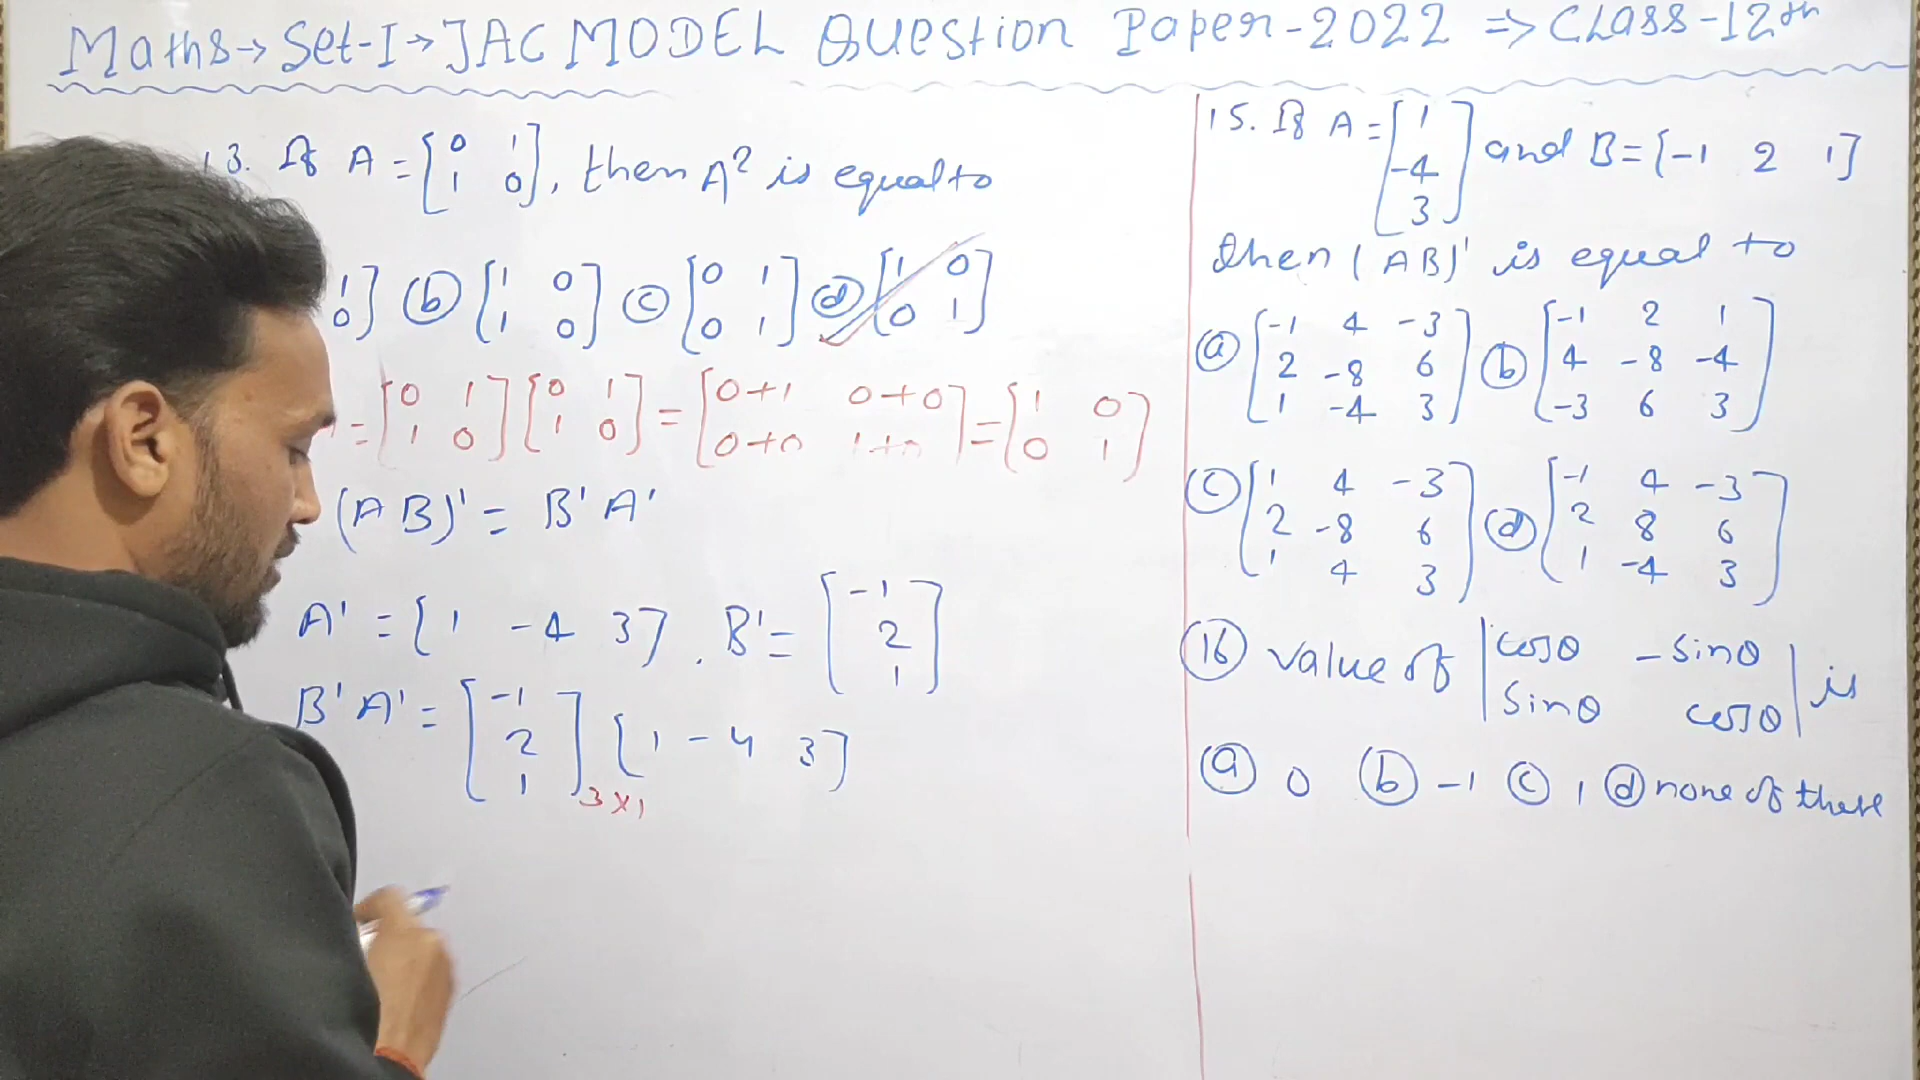 Maths → Set-I → JAC MODEL Question Paper-2022 ⇒ Class-12th
13. If A = [0 1; 1 0], then A² is equal to
1; 0] (b) [1 0; 1 0] (c) [0 1; 0 1] (d) [1 0; 0 1]
= [0 1; 1 0] [0 1; 1 0] = [0+1 0+0; 0+0 1+0] = [1 0; 0 1]
(AB)' = B'A'
A' = [1 -4 3]. B' = [-1; 2; 1]
B'A' = [-1; 2; 1]3×1 [1 -4 3]
15. If A = [1; -4; 3] and B = [-1 2 1]
then (AB)' is equal to
(a) [-1 4 -3; 2 -8 6; 1 -4 3] (b) [-1 2 1; 4 -8 -4; -3 6 3]
(c) [1 4 -3; 2 -8 6; 1 4 3] (d) [-1 4 -3; 2 8 6; 1 -4 3]
(16) value of |cosθ -sinθ; sinθ cosθ| is
(a) 0 (b) -1 (c) 1 (d) none of these